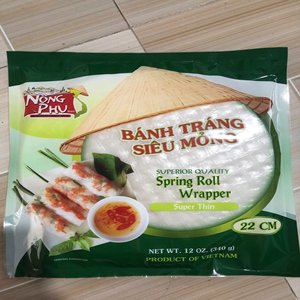 NÔNG
PHU
BÁNH TRÁNG
SIÊU MỎNG
SUPERIOR QUALITY
Spring Roll
Wrapper
Super Thin
22 CM
NET WT. 12 OZ. (340 g)
PRODUCT OF VIETNAM